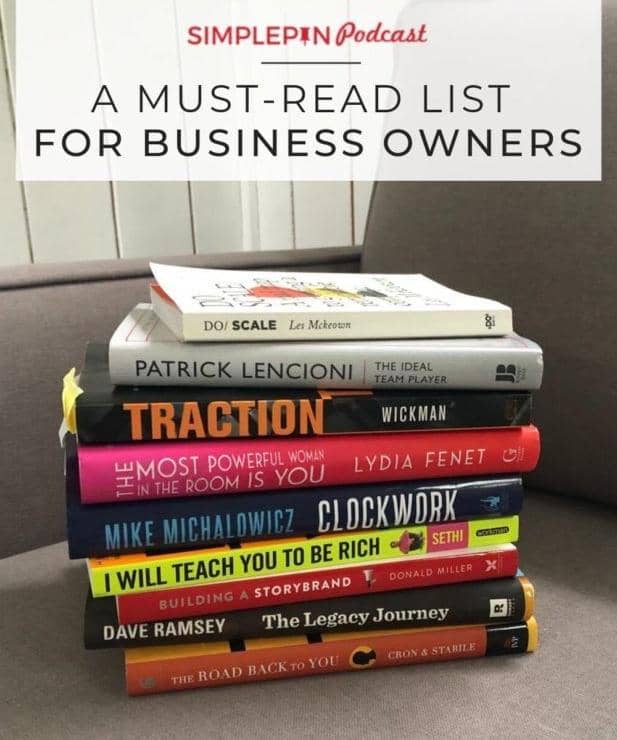 SIMPLEPIN Podcast
A MUST-READ LIST
FOR BUSINESS OWNERS
DO/ SCALE Les Mckeown
PATRICK LENCIONI THE IDEAL
TEAM PLAYER
JB
TRACTION WICKMAN
THE MOST POWERFUL WOMAN
IN THE ROOM IS YOU
LYDIA FENET
MIKE MICHALOWICZ CLOCKWORK
I WILL TEACH YOU TO BE RICH SETHI workman
BUILDING A STORYBRAND DONALD MILLER
DAVE RAMSEY The Legacy Journey R
THE ROAD BACK TO YOU CRON & STABILE IVP